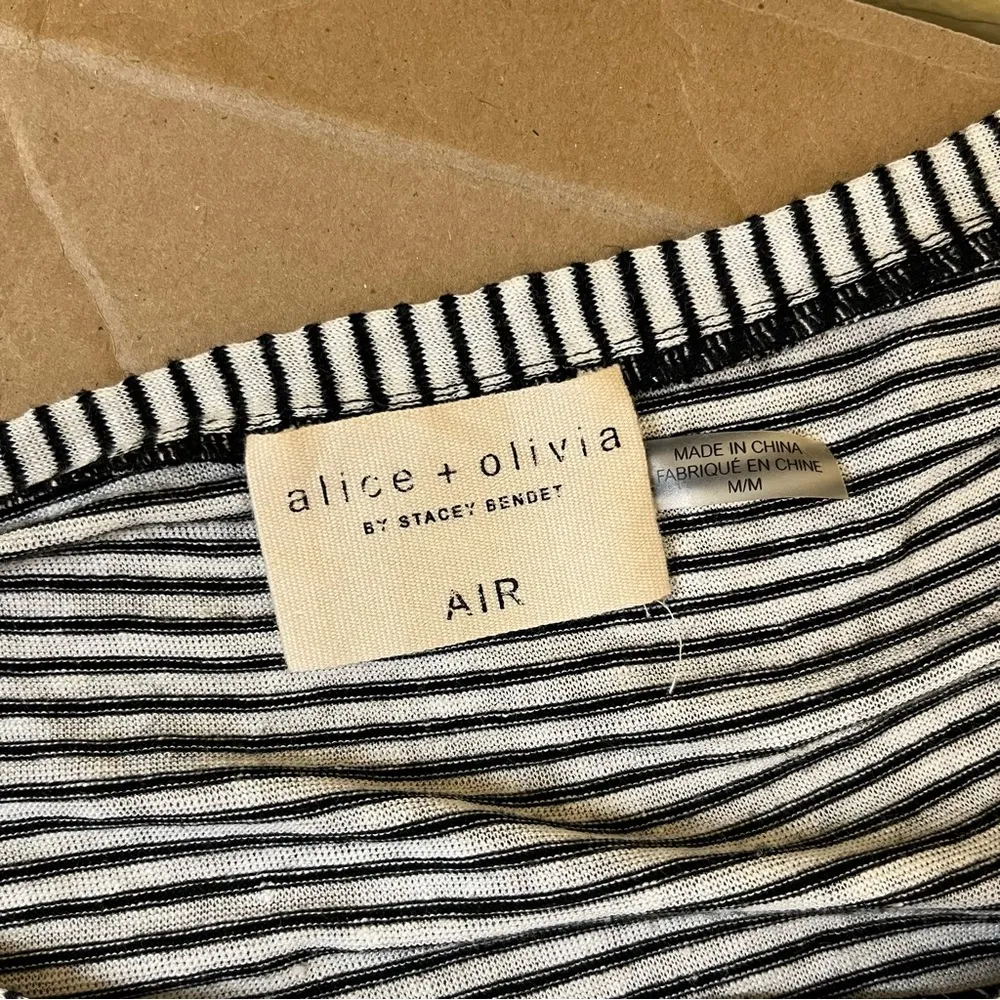 alice + olivia
BY STACEY BENDET
AIR
MADE IN CHINA
FABRIQUÉ EN CHINE
M/M